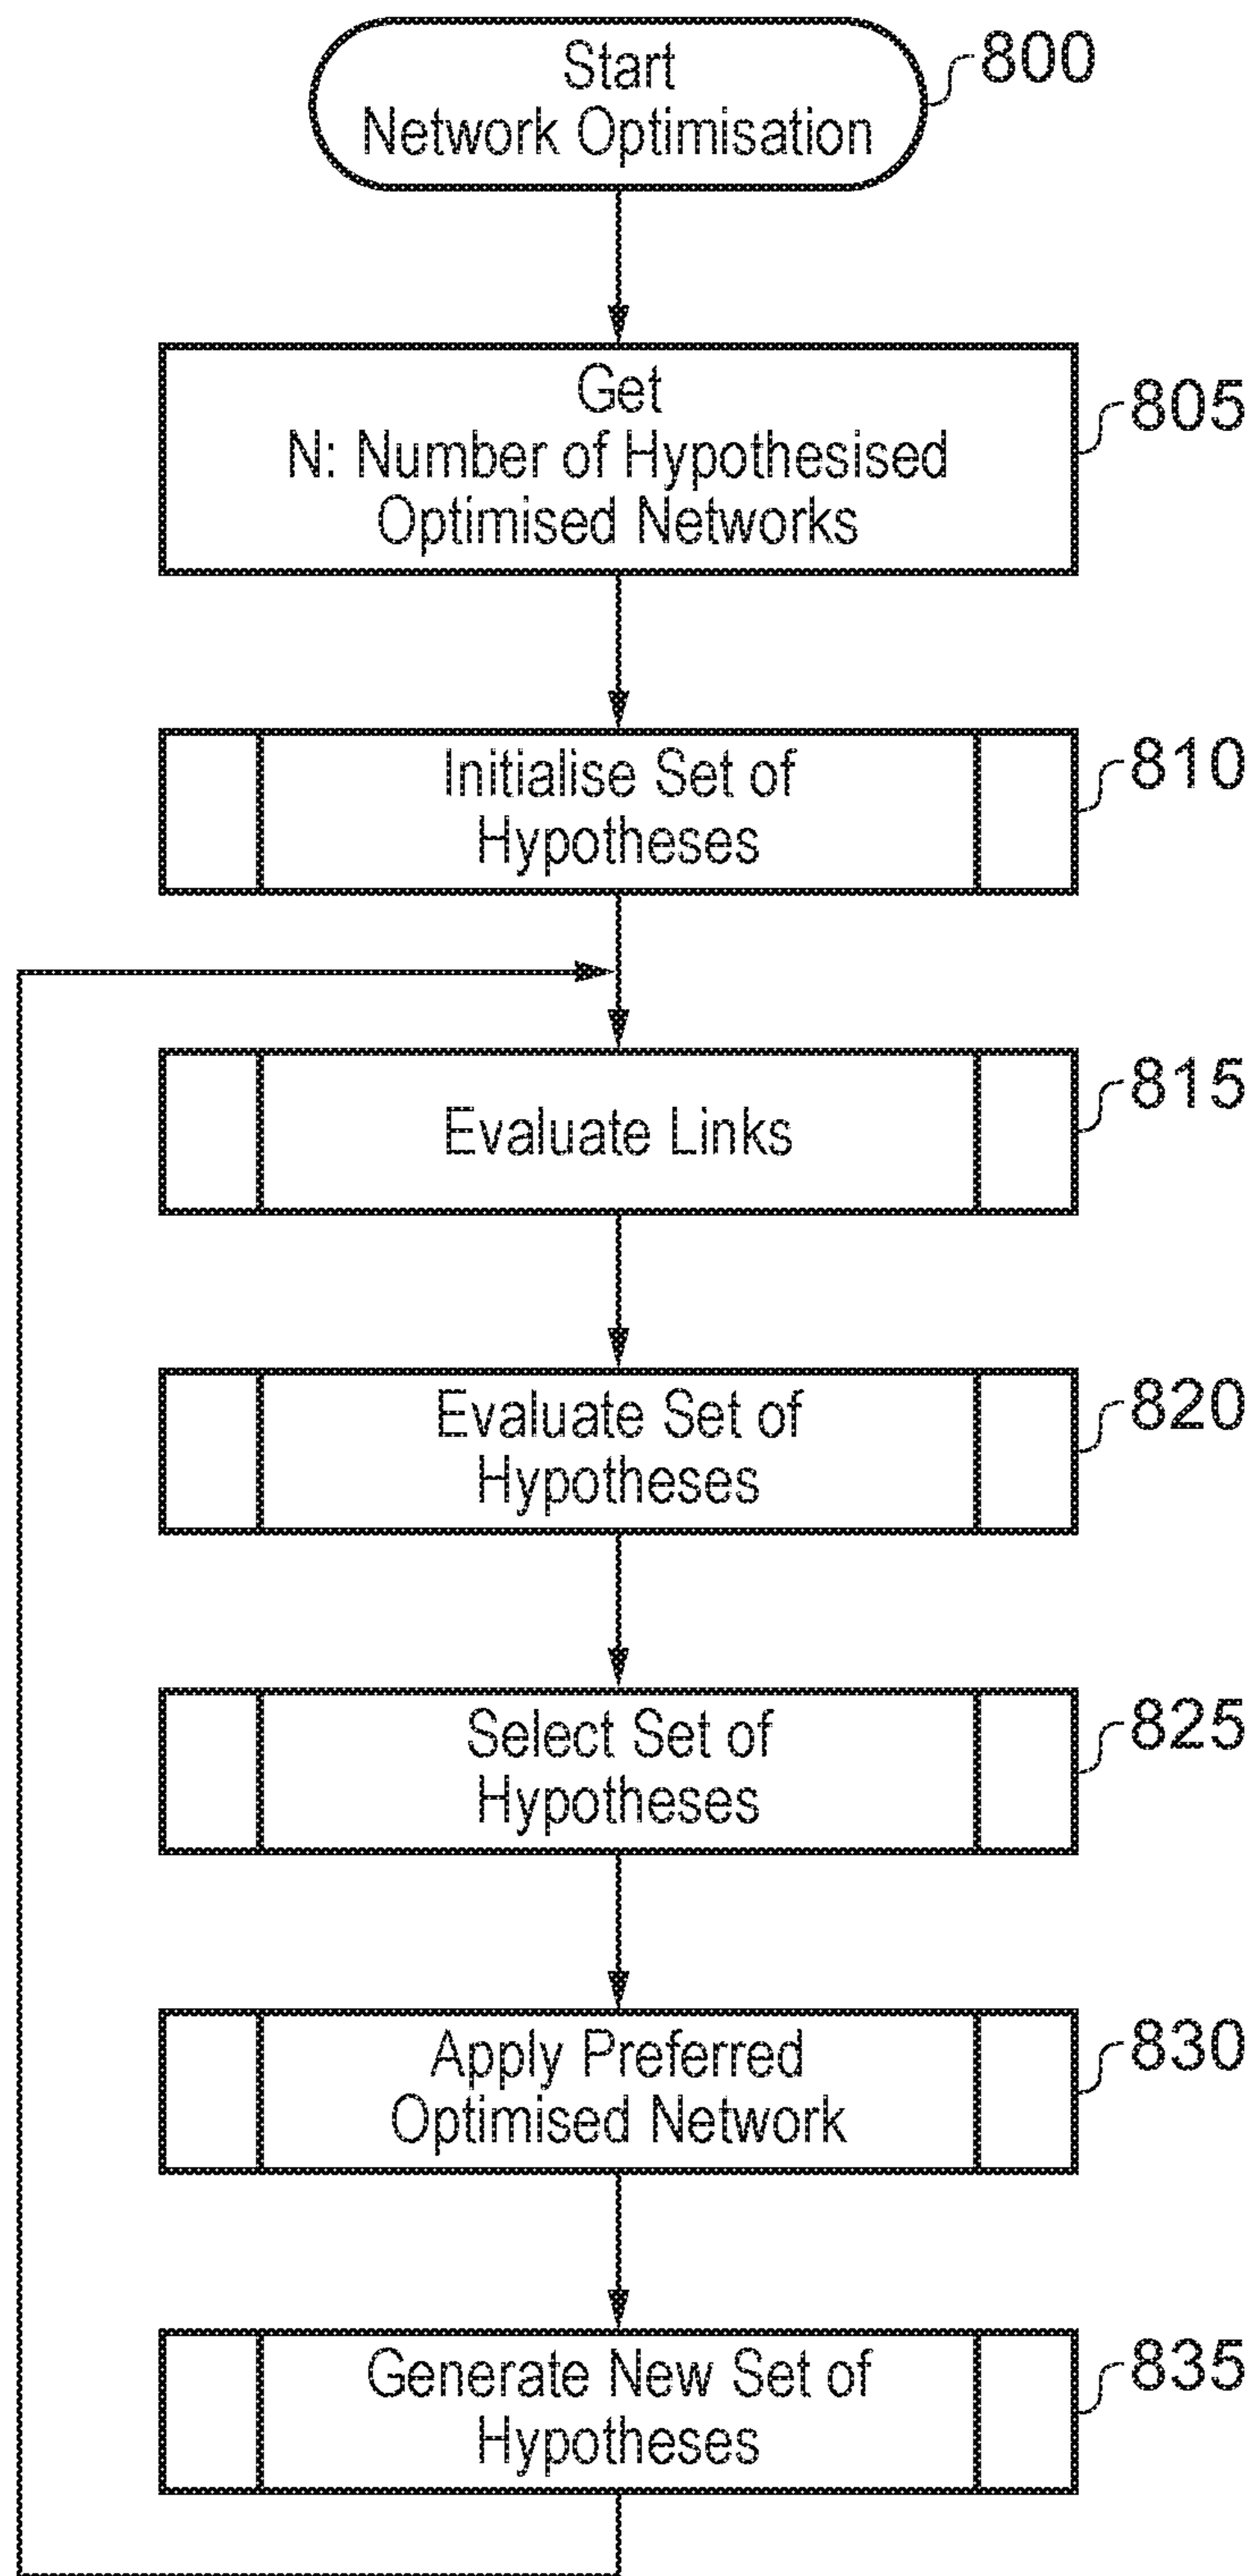 Start
Network Optimisation
800
Get
N: Number of Hypothesised
Optimised Networks
805
Initialise Set of
Hypotheses
810
Evaluate Links
815
Evaluate Set of
Hypotheses
820
Select Set of
Hypotheses
825
Apply Preferred
Optimised Network
830
Generate New Set of
Hypotheses
835